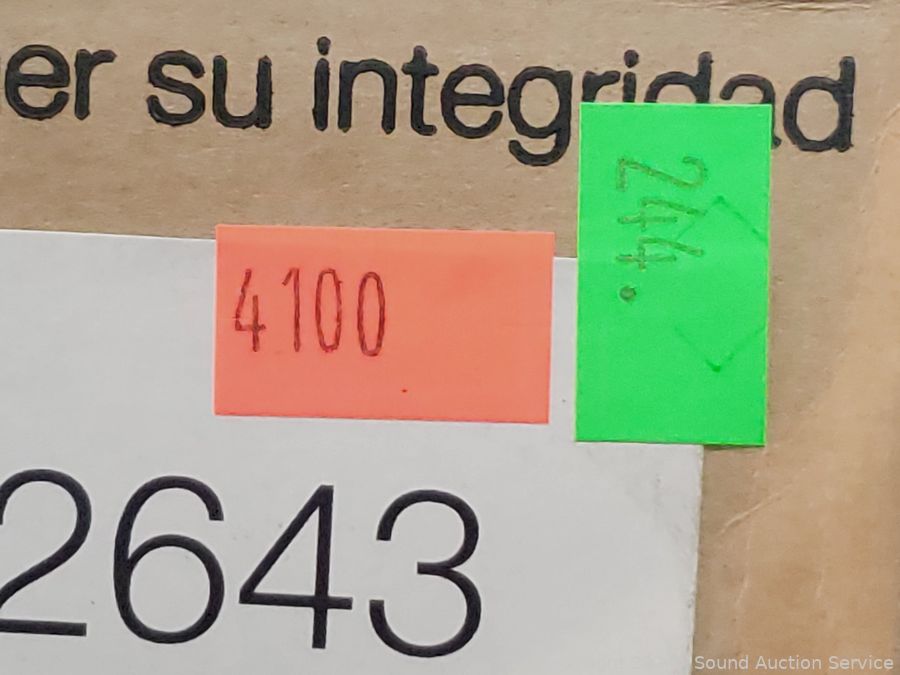 er su integridad
244.
4100
2643
Sound Auction Service